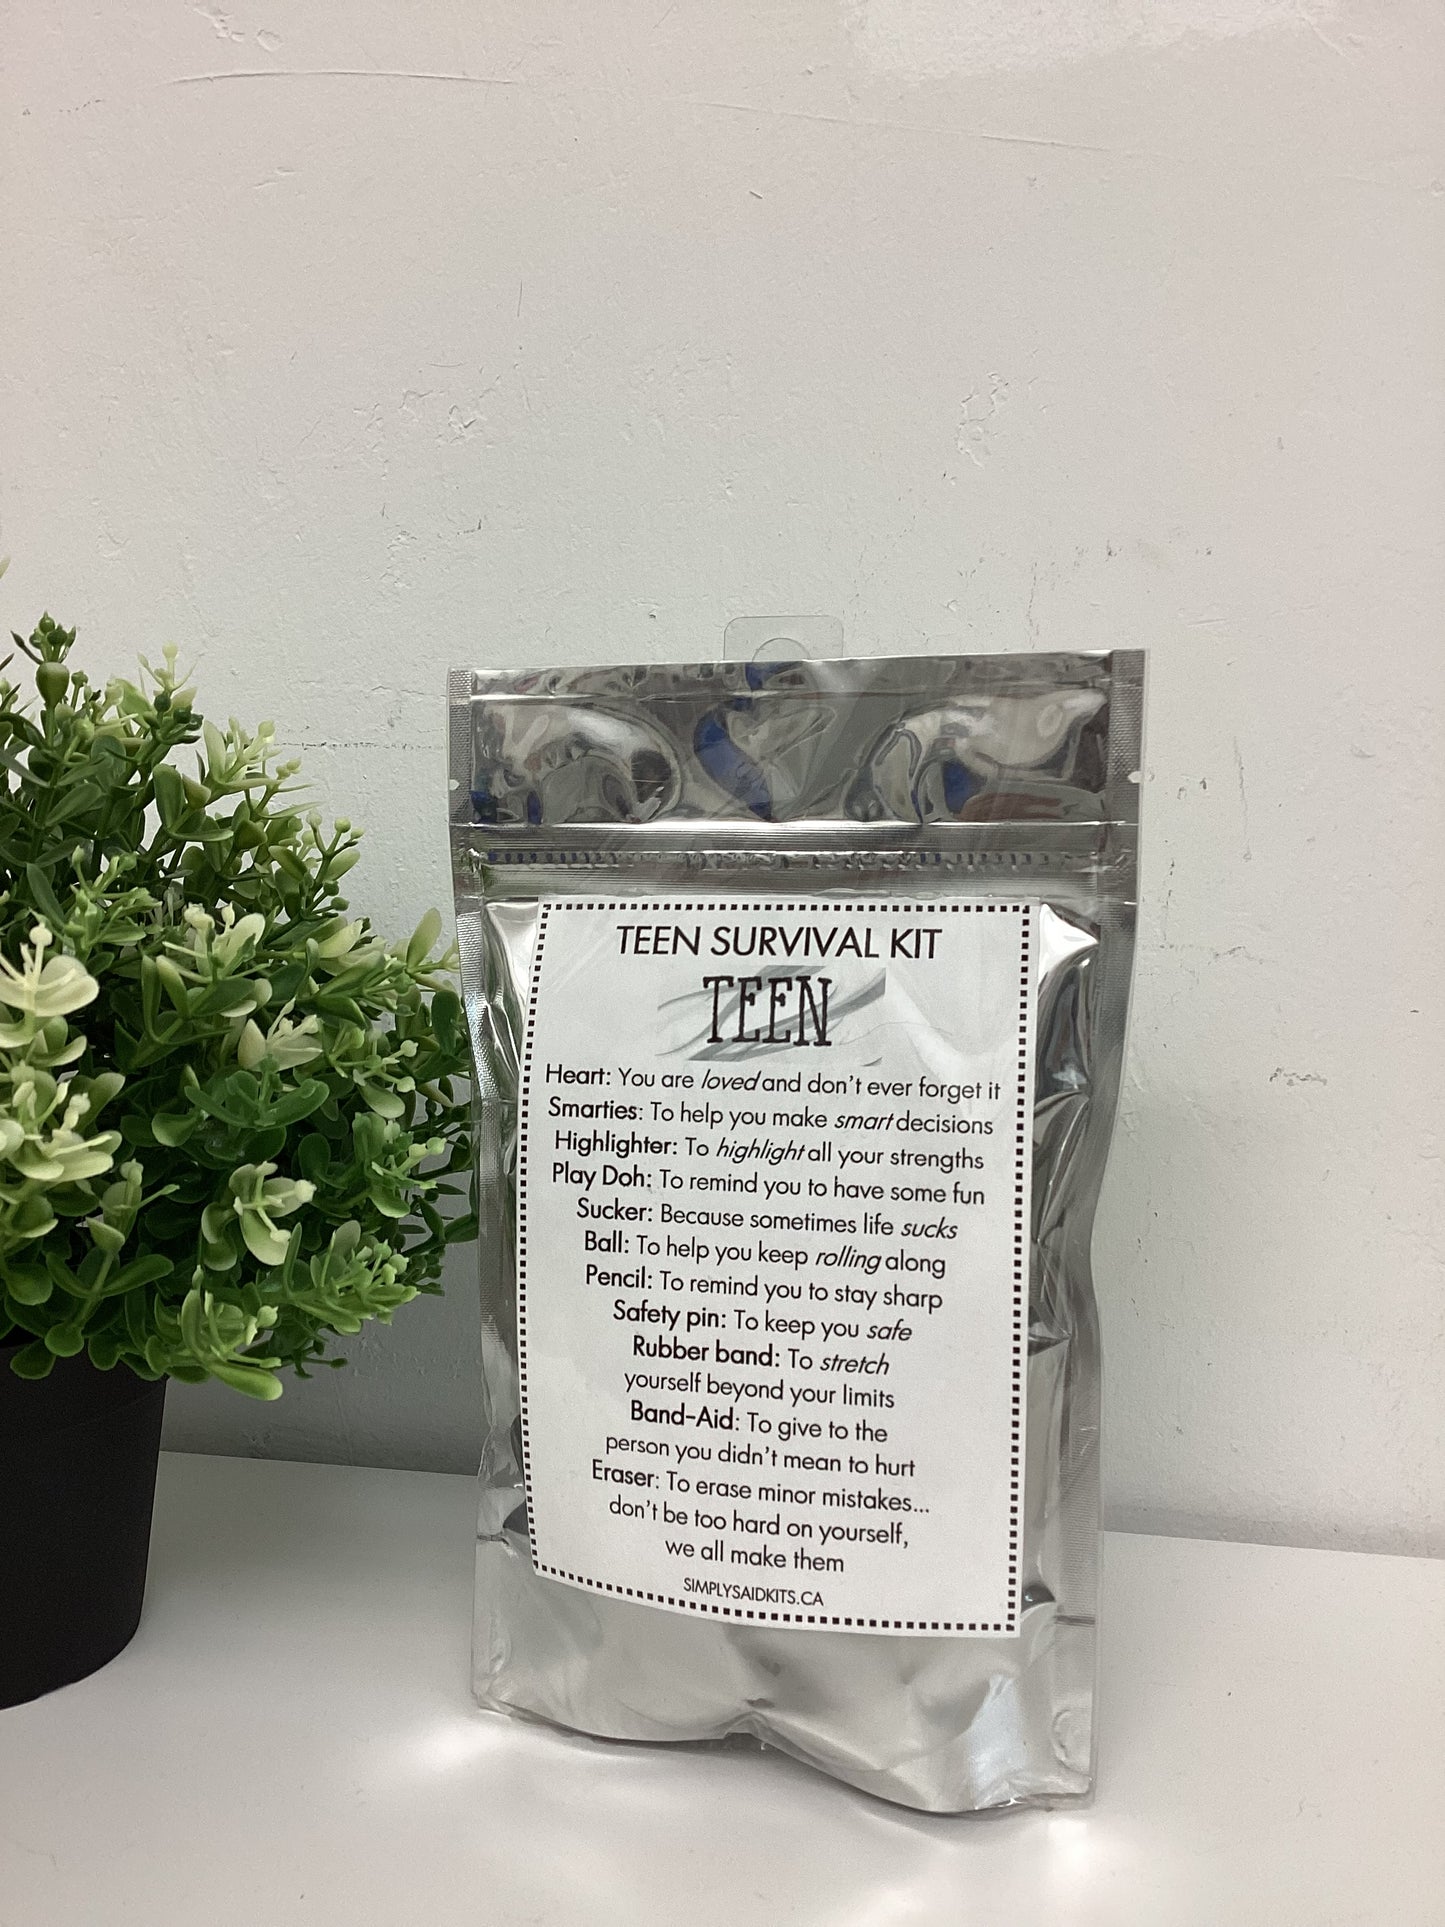 TEEN SURVIVAL KIT
TEEN
Heart: You are loved and don't ever forget it
Smarties: To help you make smart decisions
Highlighter: To highlight all your strengths
Play Doh: To remind you to have some fun
Sucker: Because sometimes life sucks
Ball: To help you keep rolling along
Pencil: To remind you to stay sharp
Safety pin: To keep you safe
Rubber band: To stretch
yourself beyond your limits
Band-Aid: To give to the
person you didn't mean to hurt
Eraser: To erase minor mistakes...
don't be too hard on yourself,
we all make them
SIMPLYSAIDKITS.CA